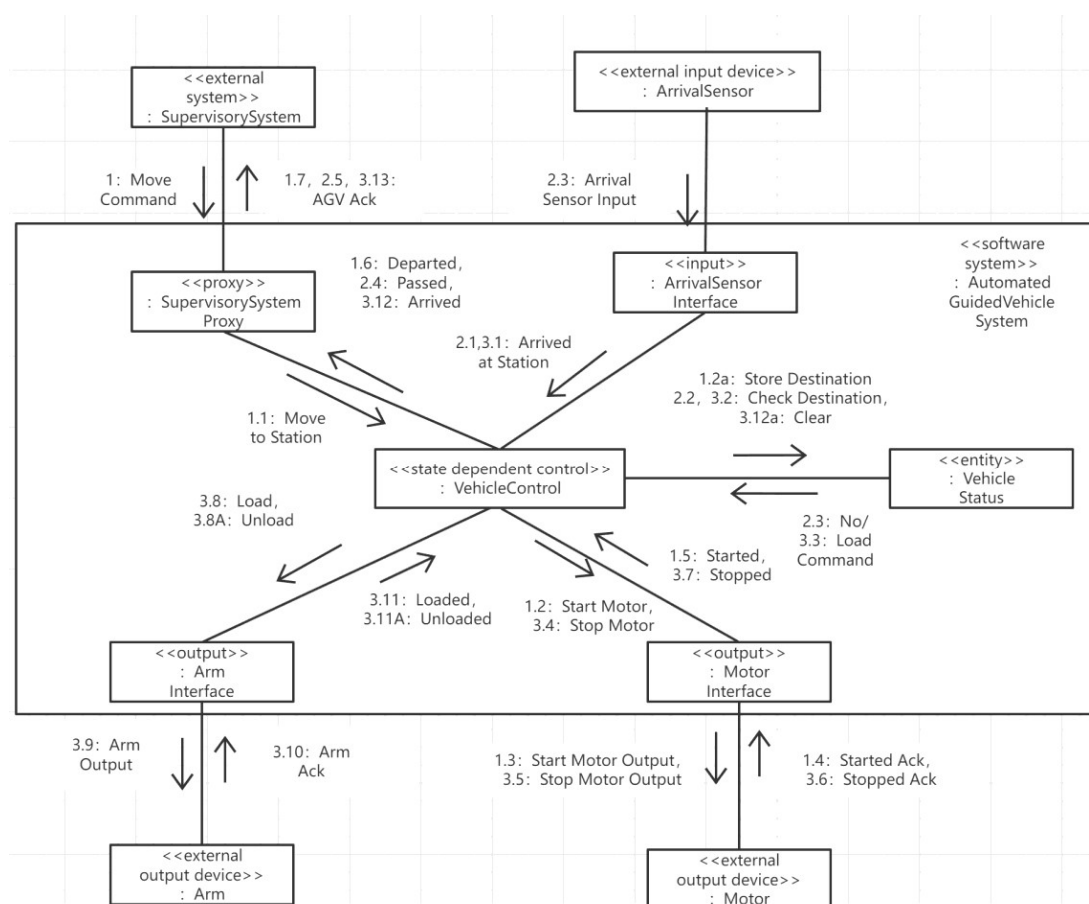 <<external
system>>
: SupervisorySystem
<<external input device>>
: ArrivalSensor
1: Move
Command
1.7, 2.5, 3.13:
AGV Ack
2.3: Arrival
Sensor Input
<<software
system>>
: Automated
GuidedVehicle
System
<<proxy>>
: SupervisorySystem
Proxy
1.6: Departed,
2.4: Passed,
3.12: Arrived
<<input>>
: ArrivalSensor
Interface
2.1,3.1: Arrived
at Station
1.2a: Store Destination
2.2, 3.2: Check Destination,
3.12a: Clear
1.1: Move
to Station
<<state dependent control>>
: VehicleControl
<<entity>>
: Vehicle
Status
3.8: Load,
3.8A: Unload
2.3: No/
3.3: Load
Command
1.5: Started,
3.7: Stopped
3.11: Loaded,
3.11A: Unloaded
1.2: Start Motor,
3.4: Stop Motor
<<output>>
: Arm
Interface
<<output>>
: Motor
Interface
3.9: Arm
Output
3.10: Arm
Ack
1.3: Start Motor Output,
3.5: Stop Motor Output
1.4: Started Ack,
3.6: Stopped Ack
<<external
output device>>
: Arm
<<external
output device>>
: Motor